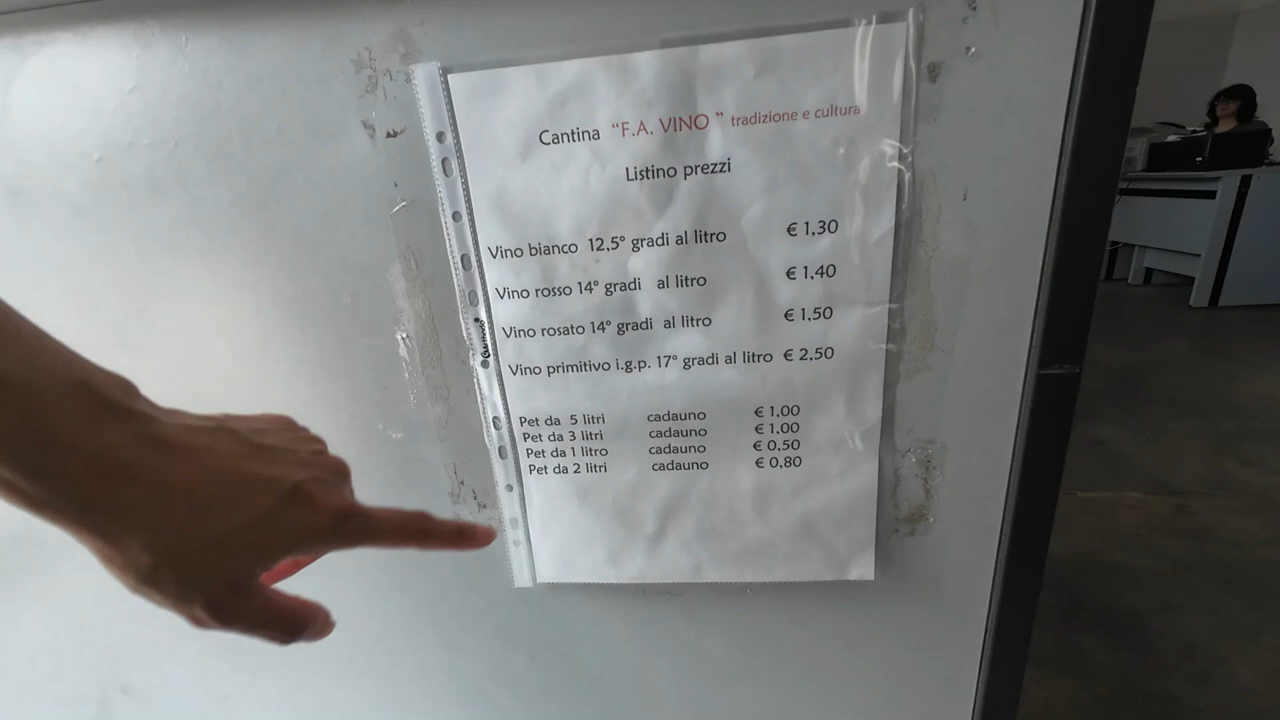 Cantina "F.A. VINO " tradizione e cultura
Listino prezzi
Vino bianco 12,5° gradi al litro € 1,30
Vino rosso 14° gradi al litro € 1,40
Vino rosato 14° gradi al litro € 1,50
Vino primitivo i.g.p. 17° gradi al litro € 2,50
Pet da 5 litri cadauno € 1,00
Pet da 3 litri cadauno € 1,00
Pet da 1 litro cadauno € 0,50
Pet da 2 litri cadauno € 0,80